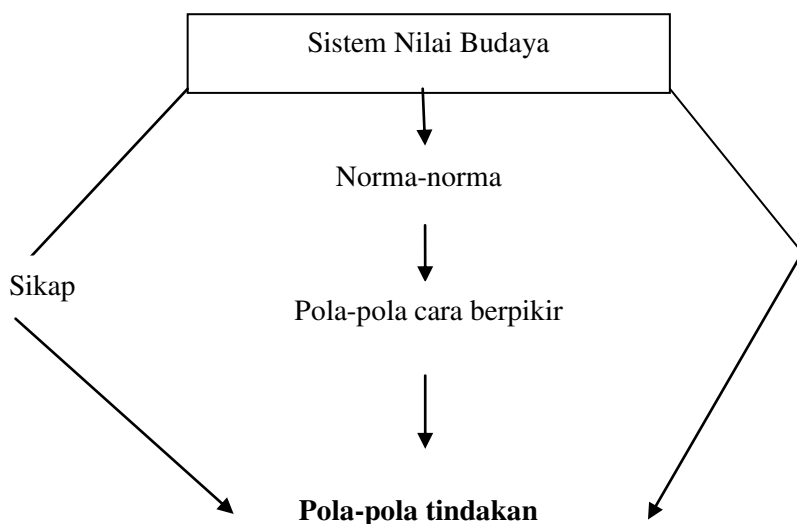 Sistem Nilai Budaya
Norma-norma
Sikap
Pola-pola cara berpikir
Pola-pola tindakan